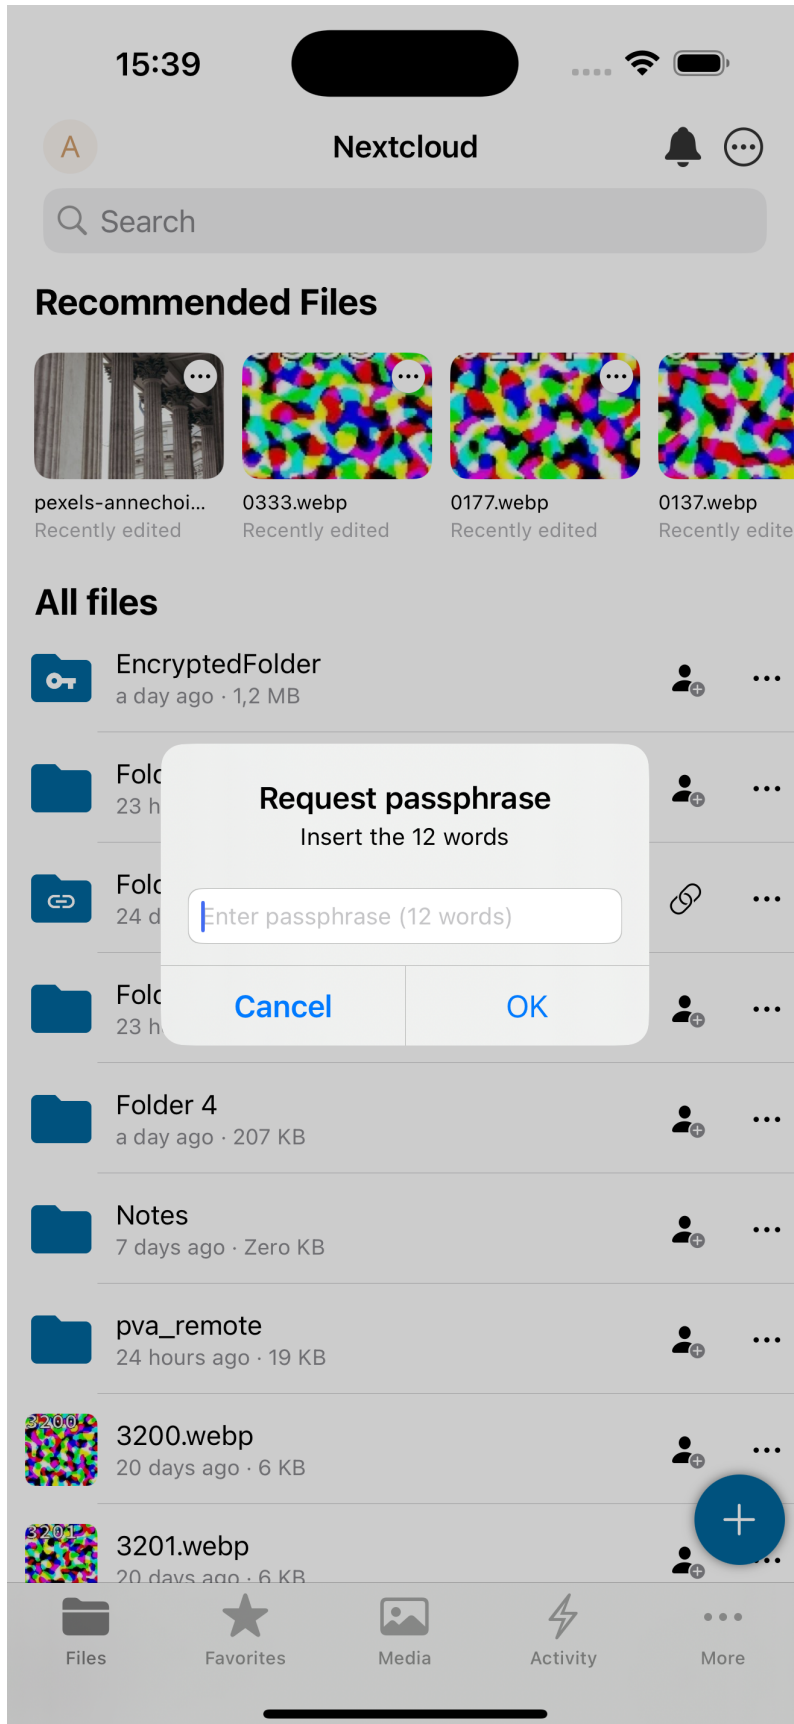 15:39
A
Nextcloud
Search
Recommended Files
pexels-annechoi...
Recently edited
0333.webp
Recently edited
0177.webp
Recently edited
0137.webp
Recently edite
All files
EncryptedFolder
a day ago · 1,2 MB
Fold
23 h
Fold
24 d
Fold
23 h
Request passphrase
Insert the 12 words
Enter passphrase (12 words)
Cancel
OK
Folder 4
a day ago · 207 KB
Notes
7 days ago · Zero KB
pva_remote
24 hours ago · 19 KB
3200
3200.webp
20 days ago · 6 KB
3201
3201.webp
20 days ago · 6 KB
Files
Favorites
Media
Activity
More